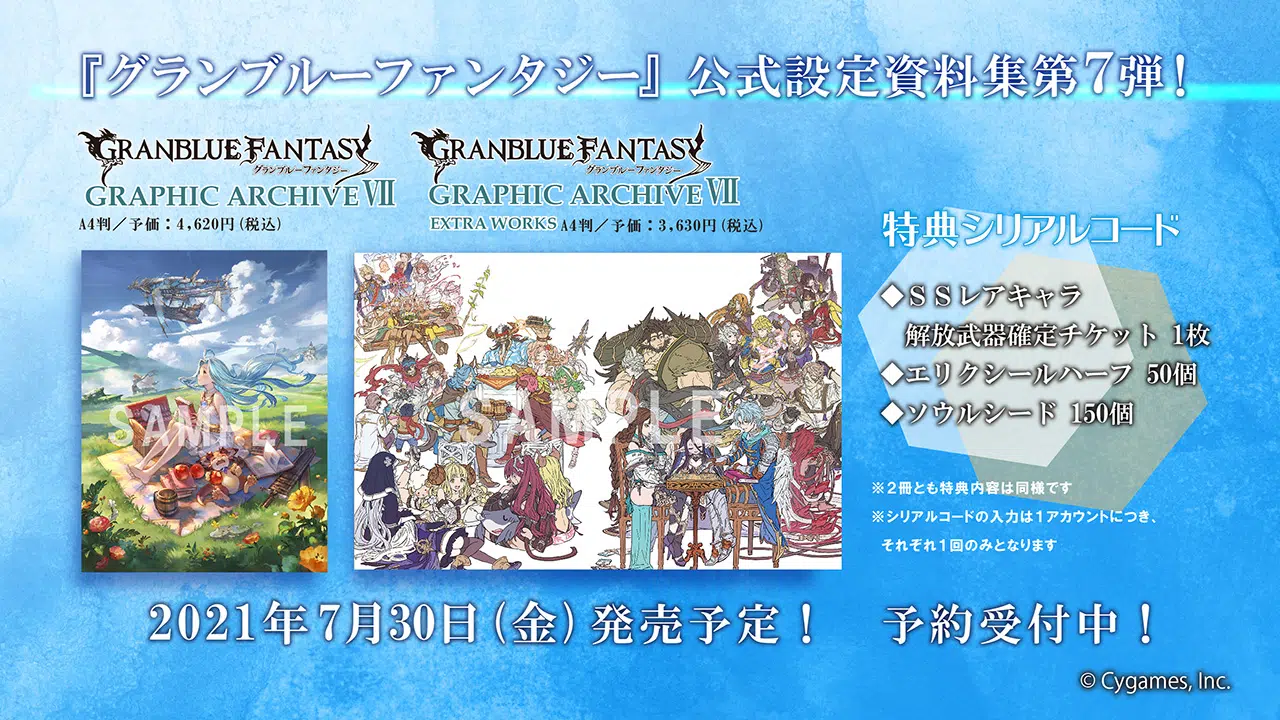 『グランブルーファンタジー』公式設定資料集第7弾！
GRANBLUE FANTASY
グランブルーファンタジー
GRAPHIC ARCHIVE Ⅶ
A4判／予価：4,620円（税込）
GRANBLUE FANTASY
グランブルーファンタジー
GRAPHIC ARCHIVE Ⅶ
EXTRA WORKS A4判／予価：3,630円（税込）
SAMPLE
SAMPLE
特典シリアルコード
◆ＳＳレアキャラ
解放武器確定チケット 1枚
◆エリクシールハーフ 50個
◆ソウルシード 150個
※２冊とも特典内容は同様です
※シリアルコードの入力は１アカウントにつき、
それぞれ１回のみとなります
2021年7月30日（金）発売予定！ 予約受付中！
© Cygames, Inc.